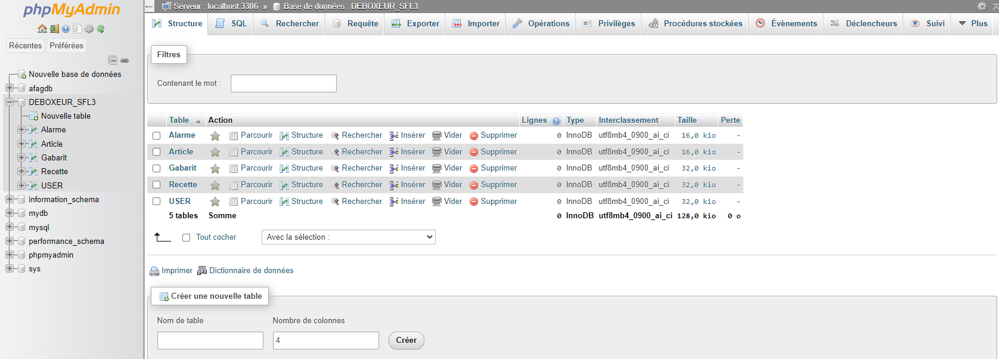 phpMyAdmin
Récentes Préférées
Nouvelle base de données
afagdb
DEBOXEUR_SFL3
Nouvelle table
Alarme
Article
Gabarit
Recette
USER
information_schema
mydb
mysql
performance_schema
phpmyadmin
sys
Serveur : localhost:3306 » Base de données : DEBOXEUR_SFL3
Structure SQL Rechercher Requête Exporter Importer Opérations Privilèges Procédures stockées Évènements Déclencheurs Suivi Plus
Filtres
Contenant le mot :
Table Action Lignes Type Interclassement Taille Perte
Alarme Parcourir Structure Rechercher Insérer Vider Supprimer 0 InnoDB utf8mb4_0900_ai_ci 16,0 kio -
Article Parcourir Structure Rechercher Insérer Vider Supprimer 0 InnoDB utf8mb4_0900_ai_ci 16,0 kio -
Gabarit Parcourir Structure Rechercher Insérer Vider Supprimer 0 InnoDB utf8mb4_0900_ai_ci 32,0 kio -
Recette Parcourir Structure Rechercher Insérer Vider Supprimer 0 InnoDB utf8mb4_0900_ai_ci 32,0 kio -
USER Parcourir Structure Rechercher Insérer Vider Supprimer 0 InnoDB utf8mb4_0900_ai_ci 32,0 kio -
5 tables Somme 0 InnoDB utf8mb4_0900_ai_ci 128,0 kio 0 o
Tout cocher Avec la sélection :
Imprimer Dictionnaire de données
Créer une nouvelle table
Nom de table Nombre de colonnes
4 Créer